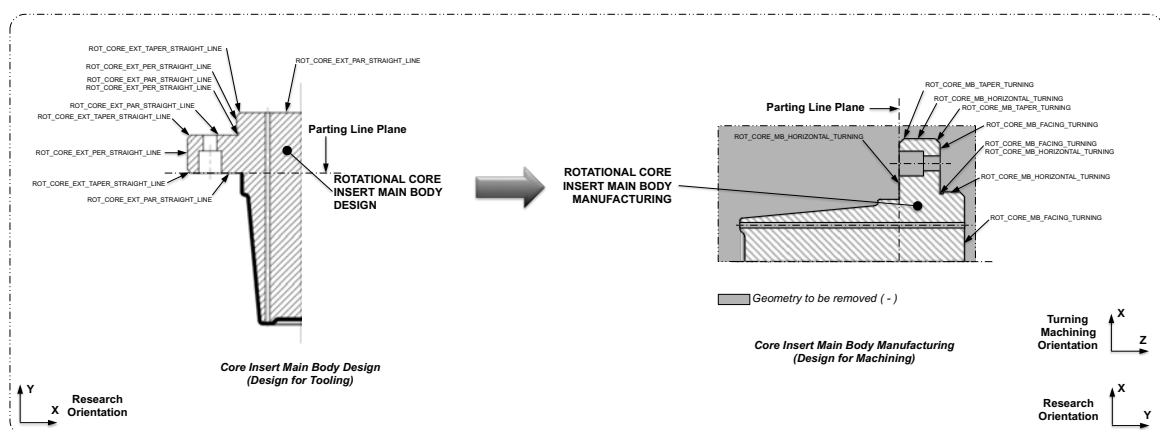 ROT_CORE_EXT_TAPER_STRAIGHT_LINE
ROT_CORE_EXT_PER_STRAIGHT_LINE
ROT_CORE_EXT_PAR_STRAIGHT_LINE
ROT_CORE_EXT_PAR_STRAIGHT_LINE
ROT_CORE_EXT_PER_STRAIGHT_LINE
ROT_CORE_EXT_PAR_STRAIGHT_LINE
ROT_CORE_EXT_TAPER_STRAIGHT_LINE
Parting Line Plane
ROT_CORE_EXT_PER_STRAIGHT_LINE
ROT_CORE_EXT_TAPER_STRAIGHT_LINE
ROT_CORE_EXT_PAR_STRAIGHT_LINE
ROTATIONAL CORE
INSERT MAIN BODY
DESIGN
Core Insert Main Body Design
(Design for Tooling)
Y
X
Research
Orientation
ROTATIONAL CORE
INSERT MAIN BODY
MANUFACTURING
Parting Line Plane
ROT_CORE_MB_TAPER_TURNING
ROT_CORE_MB_HORIZONTAL_TURNING
ROT_CORE_MB_TAPER_TURNING
ROT_CORE_MB_FACING_TURNING
ROT_CORE_MB_HORIZONTAL_TURNING
ROT_CORE_MB_FACING_TURNING
ROT_CORE_MB_HORIZONTAL_TURNING
ROT_CORE_MB_HORIZONTAL_TURNING
ROT_CORE_MB_FACING_TURNING
Geometry to be removed ( - )
Core Insert Main Body Manufacturing
(Design for Machining)
Turning
Machining
Orientation
X
Z
Research
Orientation
X
Y